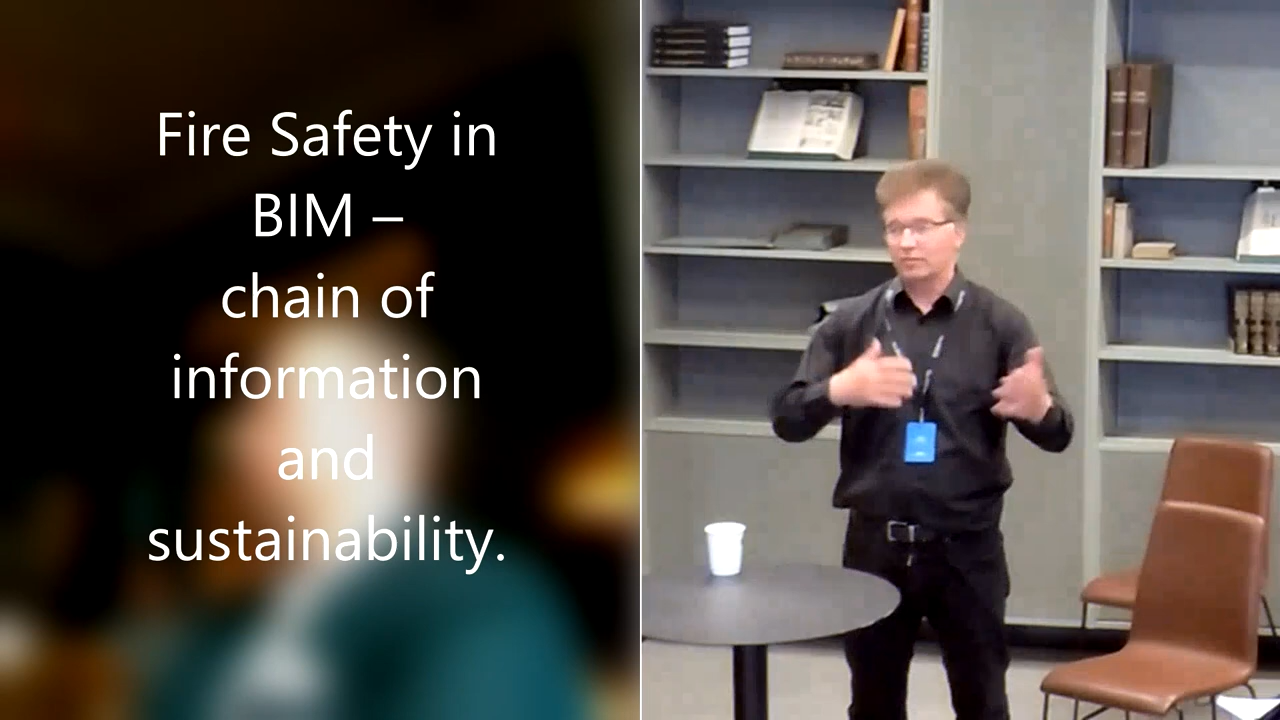 Fire Safety in
BIM –
chain of
information
and
sustainability.